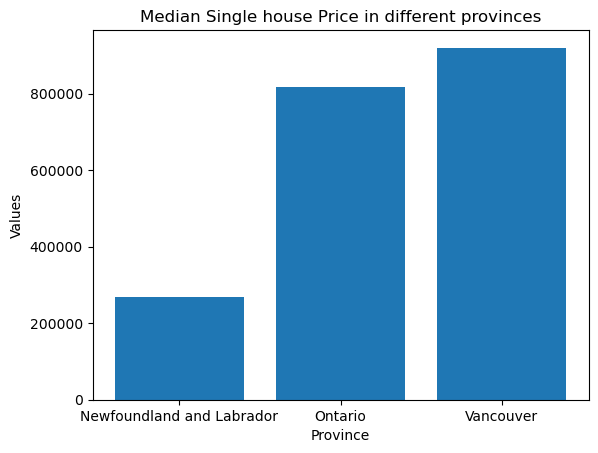 Median Single house Price in different provinces
800000
600000
400000
200000
0
Values
Newfoundland and Labrador Ontario Vancouver
Province